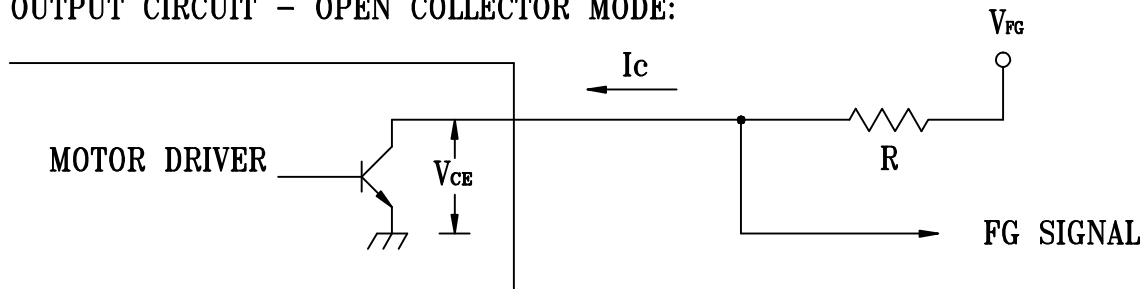 OUTPUT CIRCUIT – OPEN COLLECTOR MODE:
VFG
Ic
MOTOR DRIVER
VCE
R
FG SIGNAL